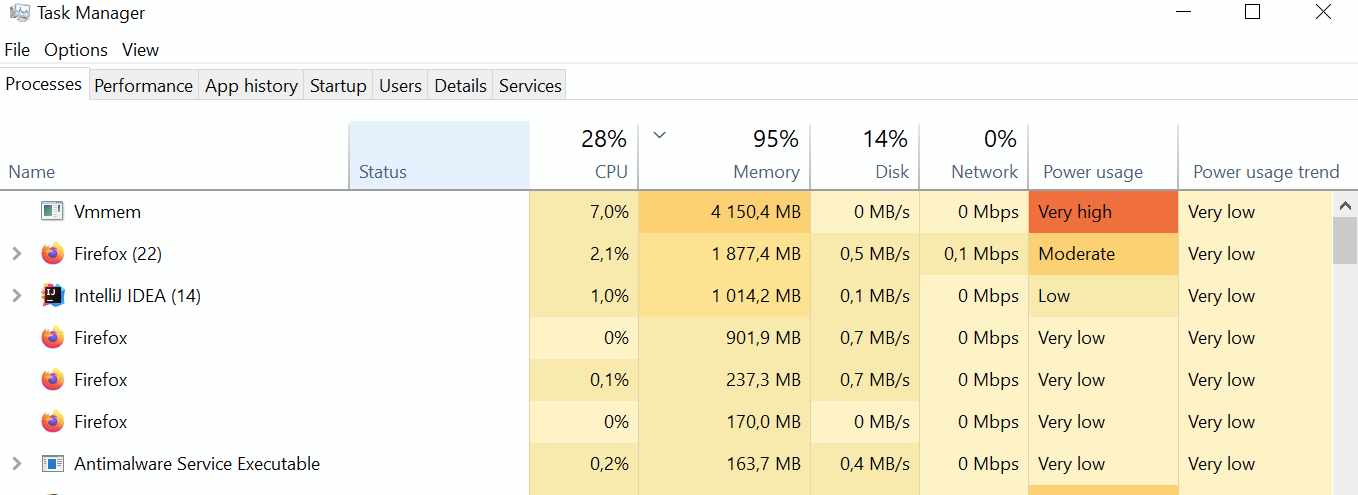 Task Manager
File Options View
Processes Performance App history Startup Users Details Services
28% 95% 14% 0%
Name Status CPU Memory Disk Network Power usage Power usage trend
Vmmem 7,0% 4 150,4 MB 0 MB/s 0 Mbps Very high Very low
Firefox (22) 2,1% 1 877,4 MB 0,5 MB/s 0,1 Mbps Moderate Very low
IntelliJ IDEA (14) 1,0% 1 014,2 MB 0,1 MB/s 0 Mbps Low Very low
Firefox 0% 901,9 MB 0,7 MB/s 0 Mbps Very low Very low
Firefox 0,1% 237,3 MB 0,7 MB/s 0 Mbps Very low Very low
Firefox 0% 170,0 MB 0 MB/s 0 Mbps Very low Very low
Antimalware Service Executable 0,2% 163,7 MB 0,4 MB/s 0 Mbps Very low Very low